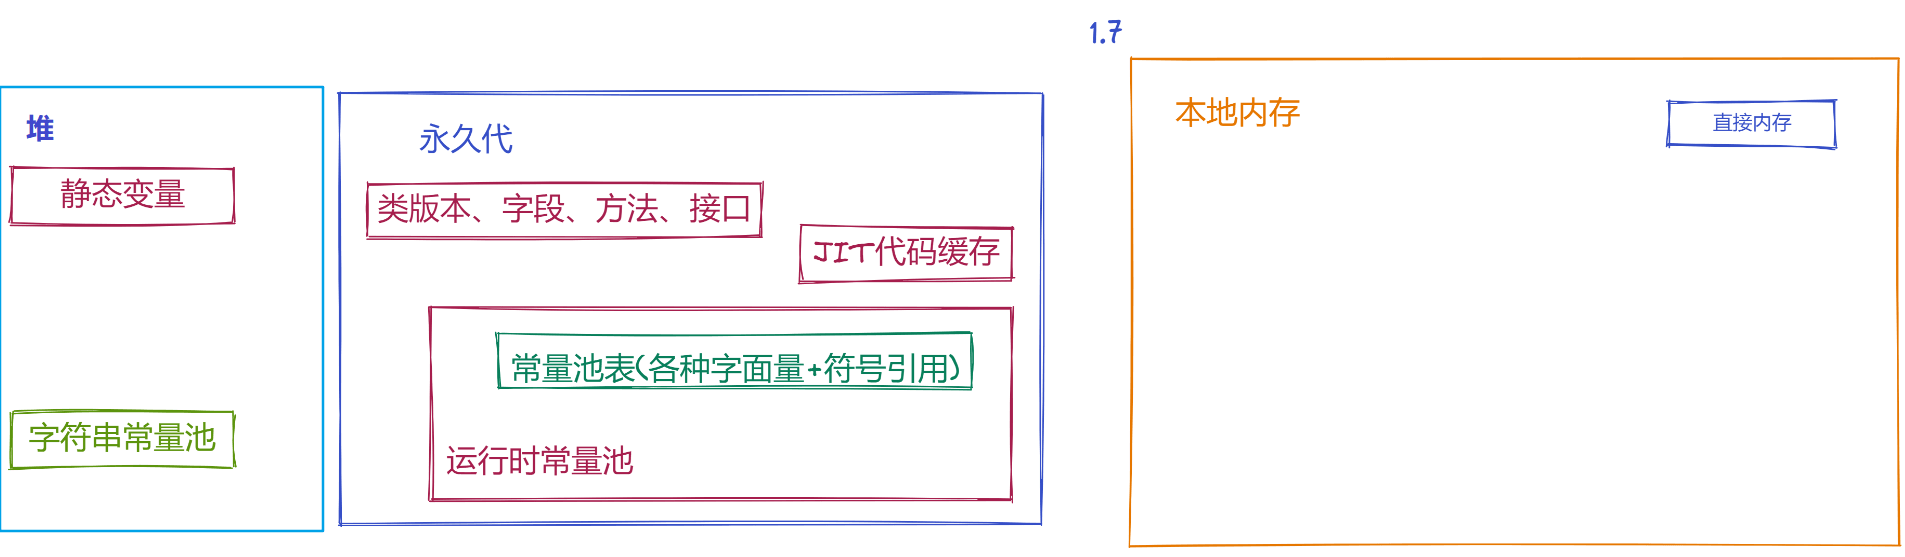 1.7
堆
静态变量
字符串常量池
永久代
类版本、字段、方法、接口
JIT代码缓存
常量池表(各种字面量+符号引用)
运行时常量池
本地内存
直接内存